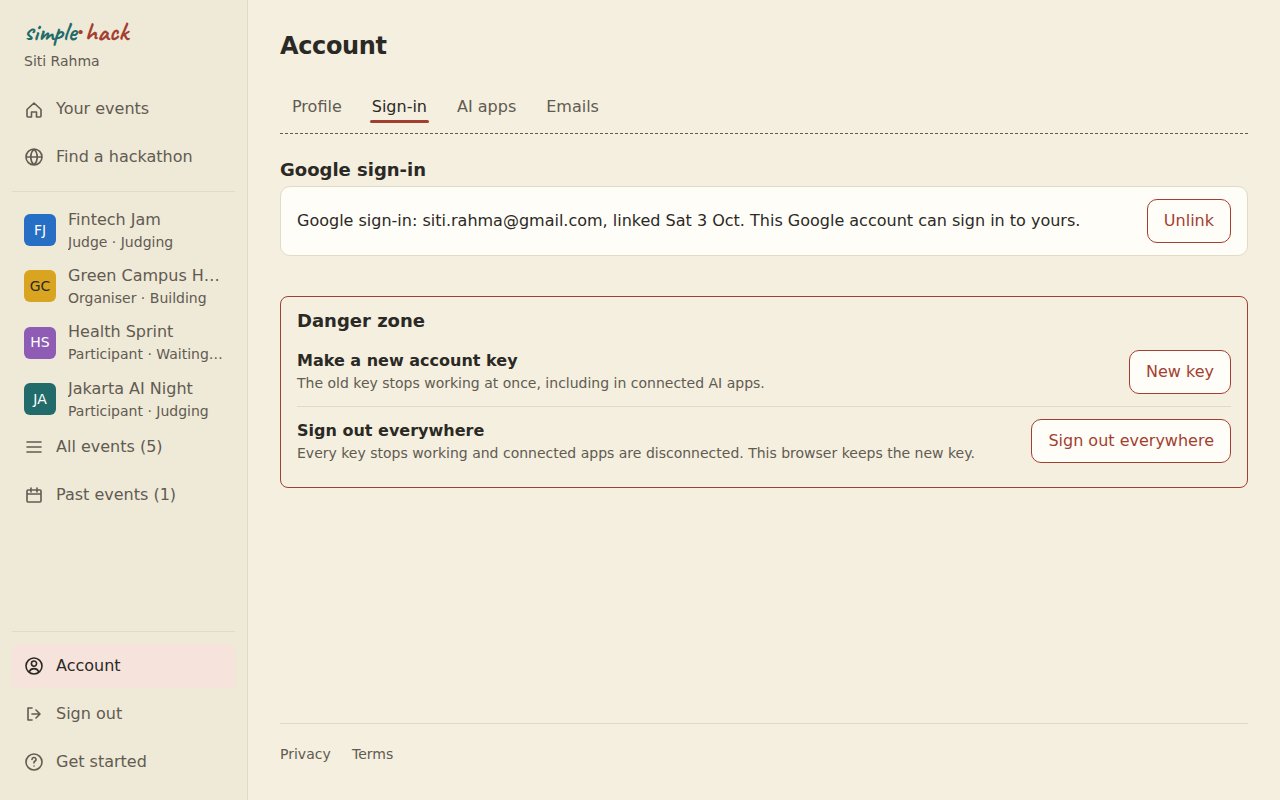 simple·hack
Siti Rahma
Your events
Find a hackathon
FJ
Fintech Jam
Judge · Judging
GC
Green Campus H…
Organiser · Building
HS
Health Sprint
Participant · Waiting…
JA
Jakarta AI Night
Participant · Judging
All events (5)
Past events (1)
Account
Sign out
Get started
Account
Profile
Sign-in
AI apps
Emails
Google sign-in
Google sign-in: siti.rahma@gmail.com, linked Sat 3 Oct. This Google account can sign in to yours.
Unlink
Danger zone
Make a new account key
The old key stops working at once, including in connected AI apps.
New key
Sign out everywhere
Every key stops working and connected apps are disconnected. This browser keeps the new key.
Sign out everywhere
Privacy
Terms